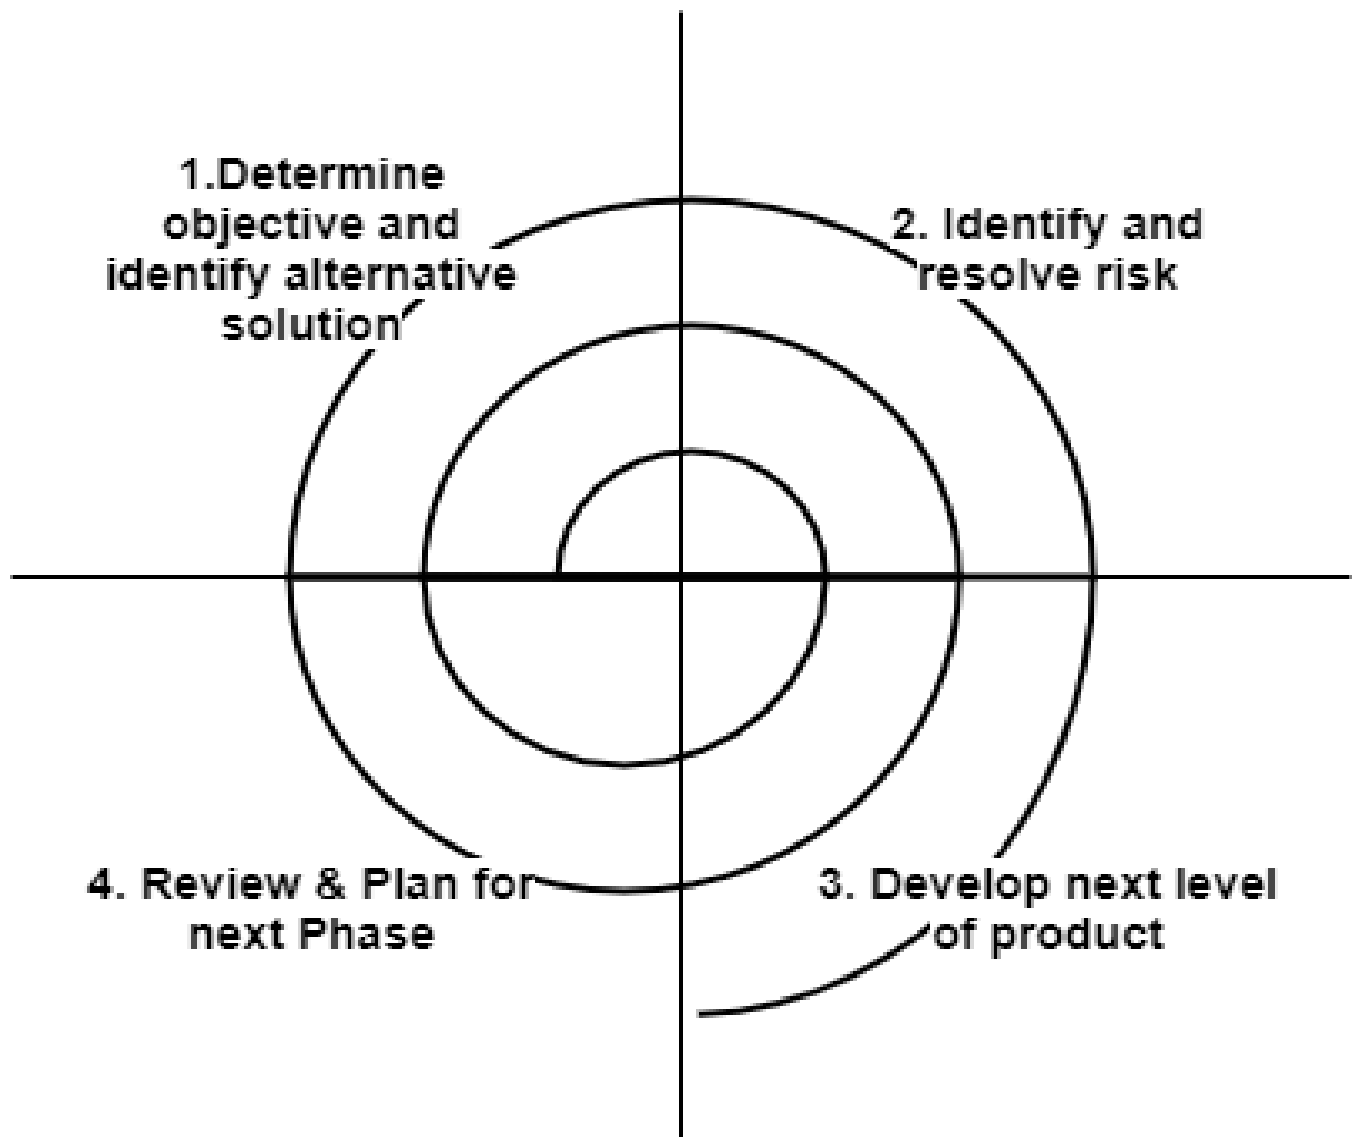 1.Determine
objective and
identify alternative
solution
2. Identify and
resolve risk
4. Review & Plan for
next Phase
3. Develop next level
of product